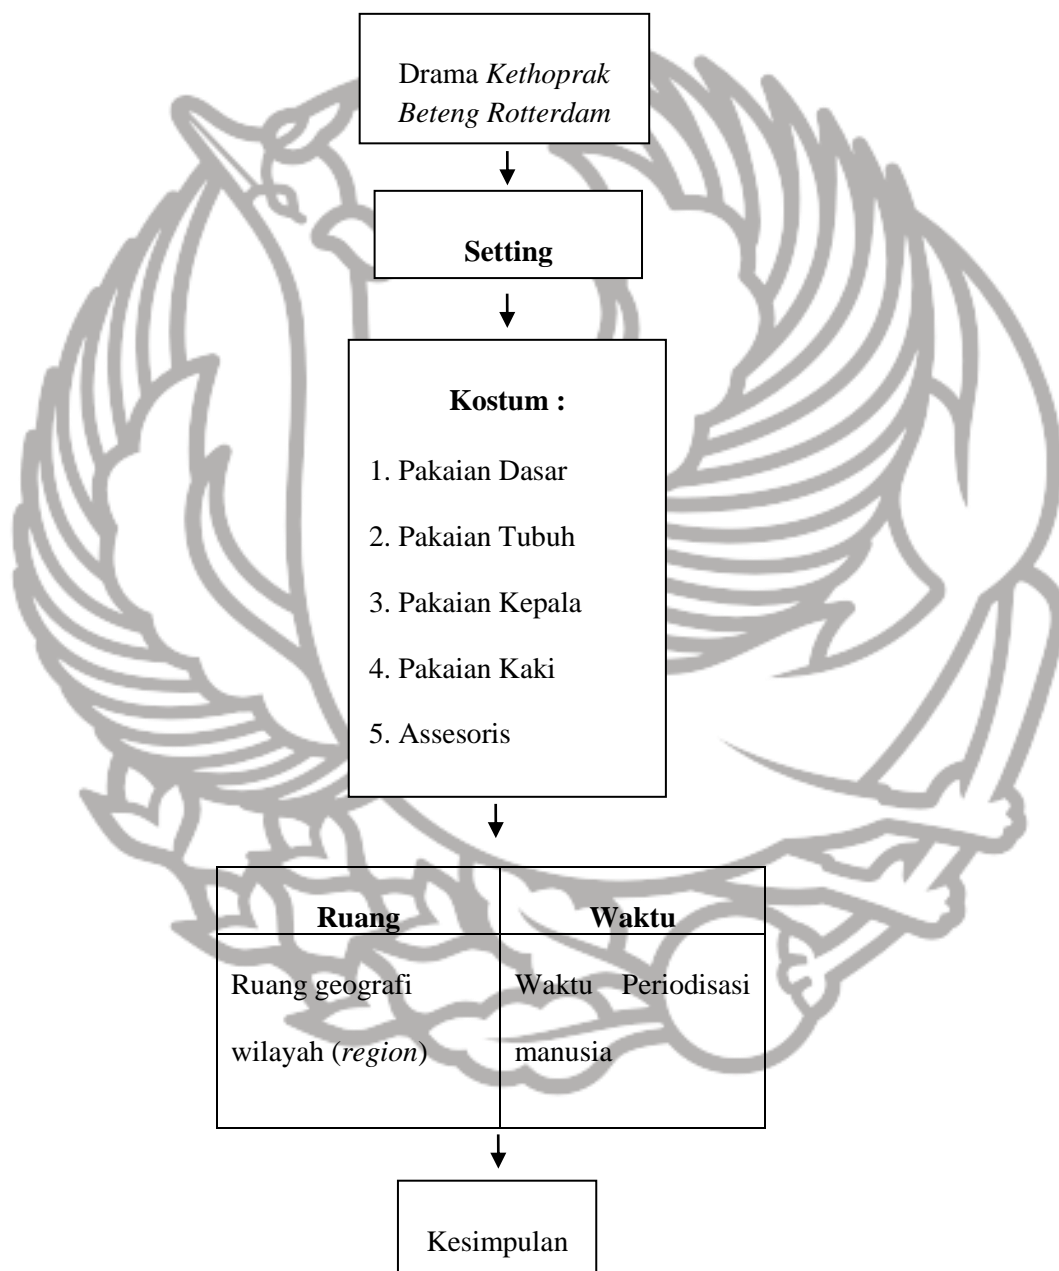 Drama Kethoprak
Beteng Rotterdam
Setting
Kostum :
1. Pakaian Dasar
2. Pakaian Tubuh
3. Pakaian Kepala
4. Pakaian Kaki
5. Assesoris
Ruang
Waktu
Ruang geografi
wilayah (region)
Waktu Periodisasi
manusia
Kesimpulan